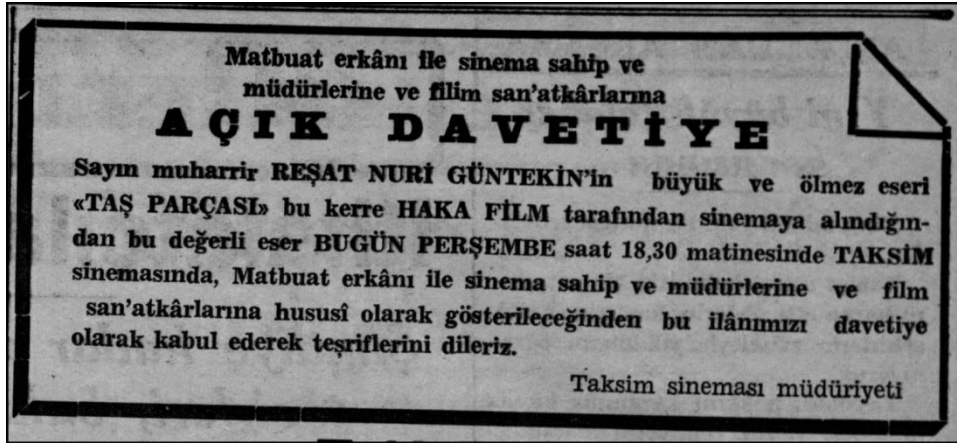 Matbuat erkânı ile sinema sahip ve
müdürlerine ve filim san'atkârlarına
AÇIK DAVETİYE
Sayın muharrir REŞAT NURİ GÜNTEKİN'in büyük ve ölmez eseri
«TAŞ PARÇASI» bu kerre HAKA FİLM tarafından sinemaya alındığın-
dan bu değerli eser BUGÜN PERŞEMBE saat 18,30 matinesinde TAKSİM
sinemasında, Matbuat erkânı ile sinema sahip ve müdürlerine ve film
san'atkârlarına hususî olarak gösterileceğinden bu ilânımızı davetiye
olarak kabul ederek teşriflerini dileriz.
Taksim sineması müdüriyeti